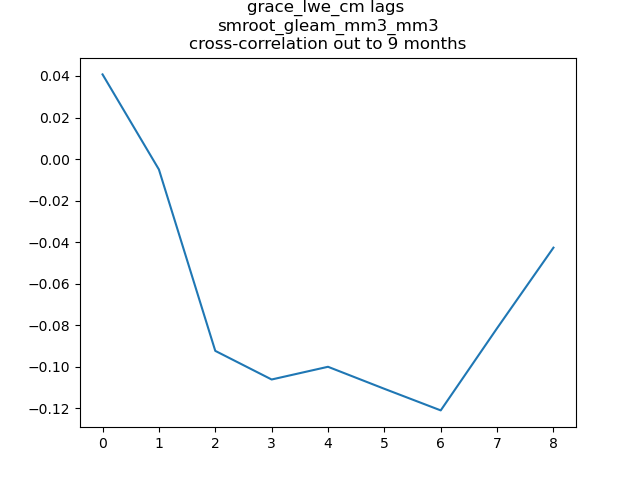 grace_lwe_cm lags
smroot_gleam_mm3_mm3
cross-correlation out to 9 months
0.04
0.02
0.00
−0.02
−0.04
−0.06
−0.08
−0.10
−0.12
0 1 2 3 4 5 6 7 8